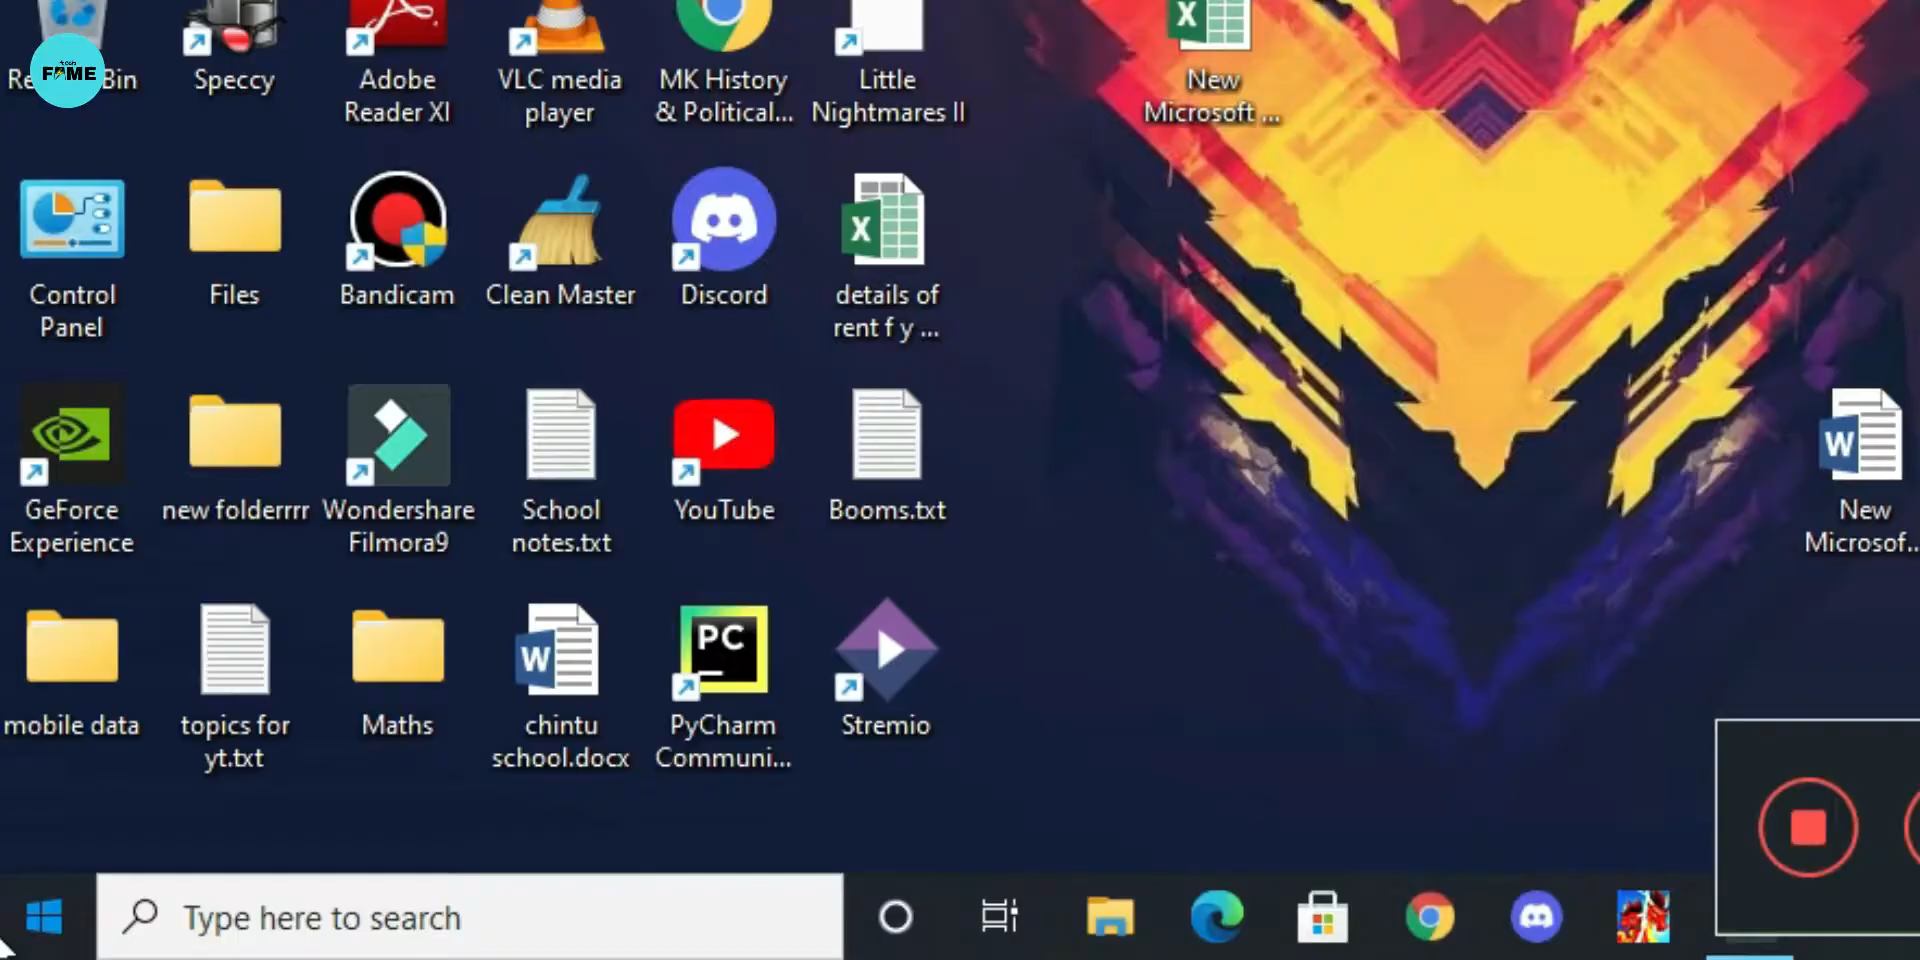 FAME
Bin
Speccy
Adobe
Reader XI
VLC media
player
MK History
& Political...
Little
Nightmares II
New
Microsoft ...
Control
Panel
Files
Bandicam
Clean Master
Discord
details of
rent f y ...
GeForce
Experience
new folderrrr
Wondershare
Filmora9
School
notes.txt
YouTube
Booms.txt
New
Microsof...
mobile data
topics for
yt.txt
Maths
chintu
school.docx
PC
PyCharm
Communi...
Stremio
Type here to search